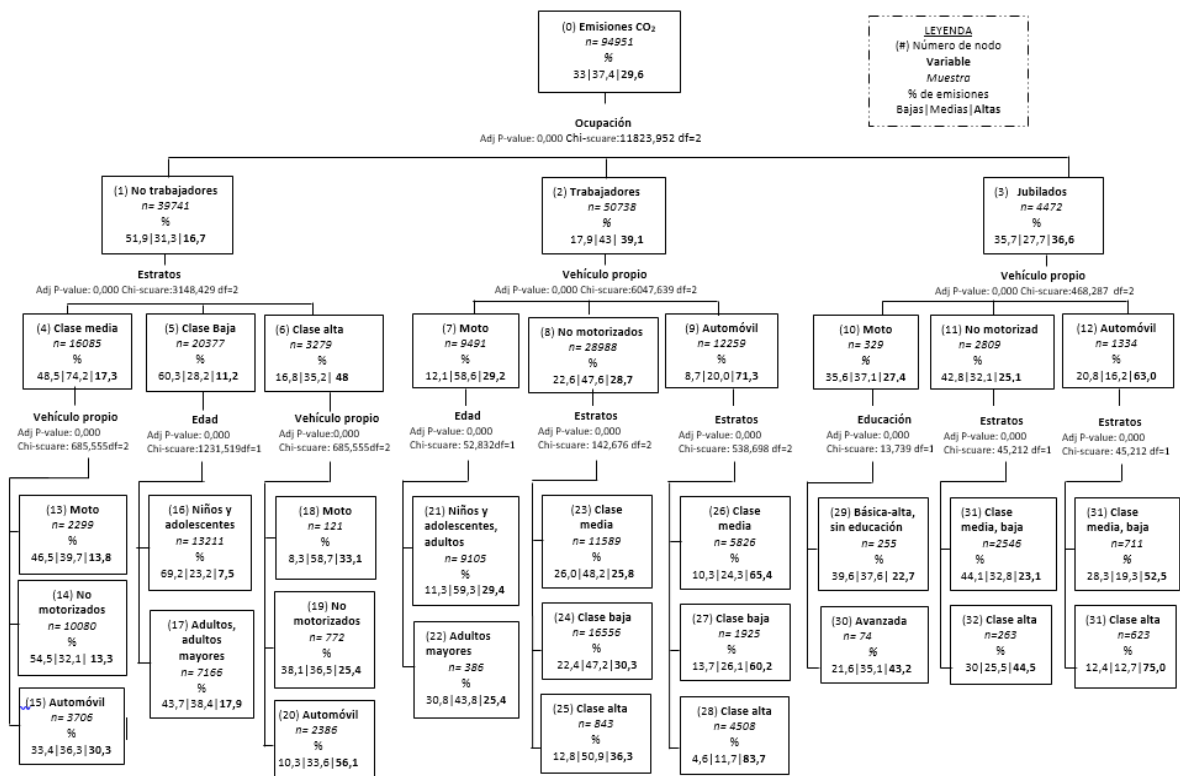 (0) Emisiones CO₂
n= 94951
%
33|37,4|29,6
LEYENDA
(#) Número de nodo
Variable
Muestra
% de emisiones
Bajas|Medias|Altas
Ocupación
Adj P-value: 0,000 Chi-scuare:11823,952 df=2
(1) No trabajadores
n= 39741
%
51,9|31,3|16,7
(2) Trabajadores
n= 50738
%
17,9|43| 39,1
(3) Jubilados
n= 4472
%
35,7|27,7|36,6
Estratos
Adj P-value: 0,000 Chi-scuare:3148,429 df=2
Vehículo propio
Adj P-value: 0,000 Chi-scuare:6047,639 df=2
Vehículo propio
Adj P-value: 0,000 Chi-scuare:468,287 df=2
(4) Clase media
n= 16085
%
48,5|74,2|17,3
(5) Clase Baja
n= 20377
%
60,3|28,2|11,2
(6) Clase alta
n= 3279
%
16,8|35,2| 48
(7) Moto
n= 9491
%
12,1|58,6|29,2
(8) No motorizados
n= 28988
%
22,6|47,6|28,7
(9) Automóvil
n= 12259
%
8,7|20,0|71,3
(10) Moto
n= 329
%
35,6|37,1|27,4
(11) No motorizad
n= 2809
%
42,8|32,1|25,1
(12) Automóvil
n= 1334
%
20,8|16,2|63,0
Vehículo propio
Adj P-value: 0,000
Chi-scuare: 685,555df=2
Edad
Adj P-value: 0,000
Chi-scuare:1231,519df=1
Vehículo propio
Adj P-value:0,000
Chi-scuare: 685,555df=2
Edad
Adj P-value: 0,000
Chi-scuare: 52,832df=1
Estratos
Adj P-value: 0,000
Chi-scuare: 142,676 df=2
Estratos
Adj P-value: 0,000
Chi-scuare: 538,698 df=2
Educación
Adj P-value: 0,000
Chi-scuare: 13,739 df=1
Estratos
Adj P-value: 0,000
Chi-scuare: 45,212 df=1
Estratos
Adj P-value: 0,000
Chi-scuare: 45,212 df=1
(13) Moto
n= 2299
%
46,5|39,7|13,8
(14) No
motorizados
n= 10080
%
54,5|32,1| 13,3
(15) Automóvil
n= 3706
%
33,4|36,3|30,3
(16) Niños y
adolescentes
n= 13211
%
69,2|23,2|7,5
(17) Adultos,
adultos
mayores
n= 7166
%
43,7|38,4|17,9
(18) Moto
n= 121
%
8,3|58,7|33,1
(19) No
motorizados
n= 772
%
38,1|36,5|25,4
(20) Automóvil
n= 2386
%
10,3|33,6|56,1
(21) Niños
y
adolescentes,
adultos
n= 9105
%
11,3|59,3|29,4
(22) Adultos
mayores
n= 386
%
30,8|43,8|25,4
(23) Clase
media
n= 11589
%
26,0|48,2|25,8
(24) Clase baja
n= 16556
%
22,4|47,2|30,3
(25) Clase alta
n= 843
%
12,8|50,9|36,3
(26) Clase
media
n= 5826
%
10,3|24,3|65,4
(27) Clase baja
n= 1925
%
13,7|26,1|60,2
(28) Clase alta
n= 4508
%
4,6|11,7|83,7
(29) Básica-alta,
sin educación
n= 255
%
39,6|37,6| 22,7
(30) Avanzada
n= 74
%
21,6|35,1|43,2
(31) Clase
media, baja
n=2546
%
44,1|32,8|23,1
(32) Clase alta
n=263
%
30|25,5|44,5
(31) Clase
media, baja
n=711
%
28,3|19,3|52,5
(31) Clase alta
n=623
%
12,4|12,7|75,0